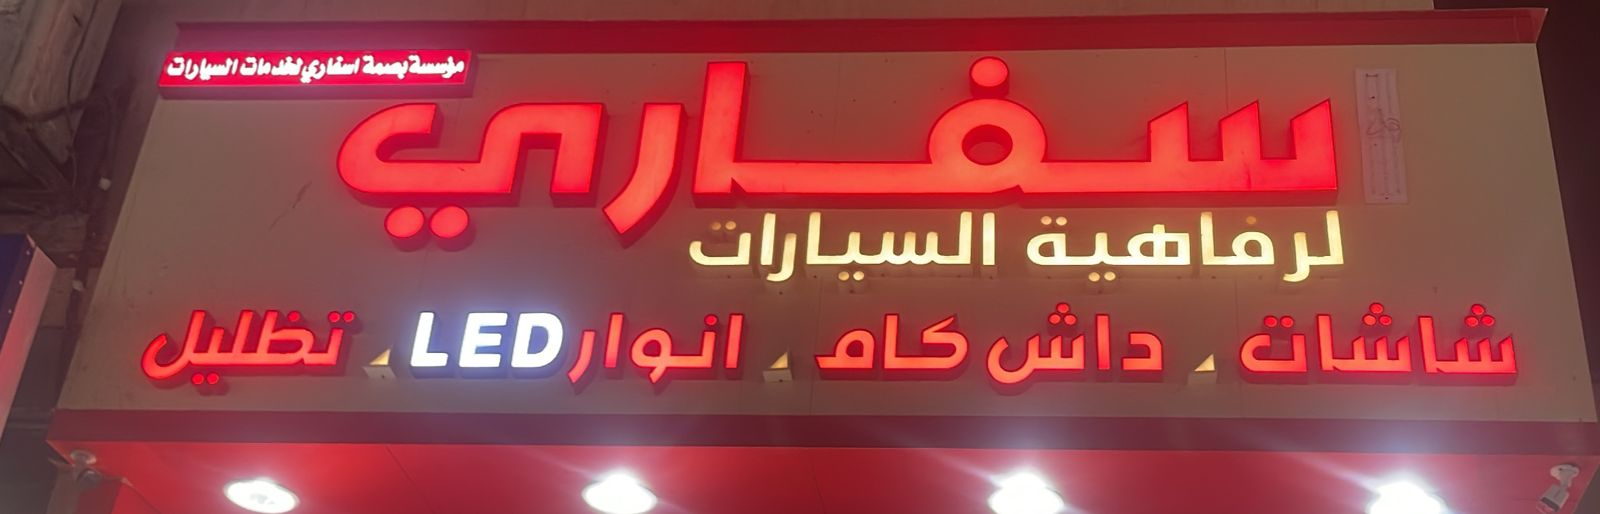 مؤسسة بصمة اسفاري لخدمات السيارات
سفاري
لرفاهية السيارات
شاشات ، داش كام ، انوار LED ، تظليل